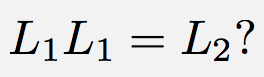 L₁L₁ = L₂?